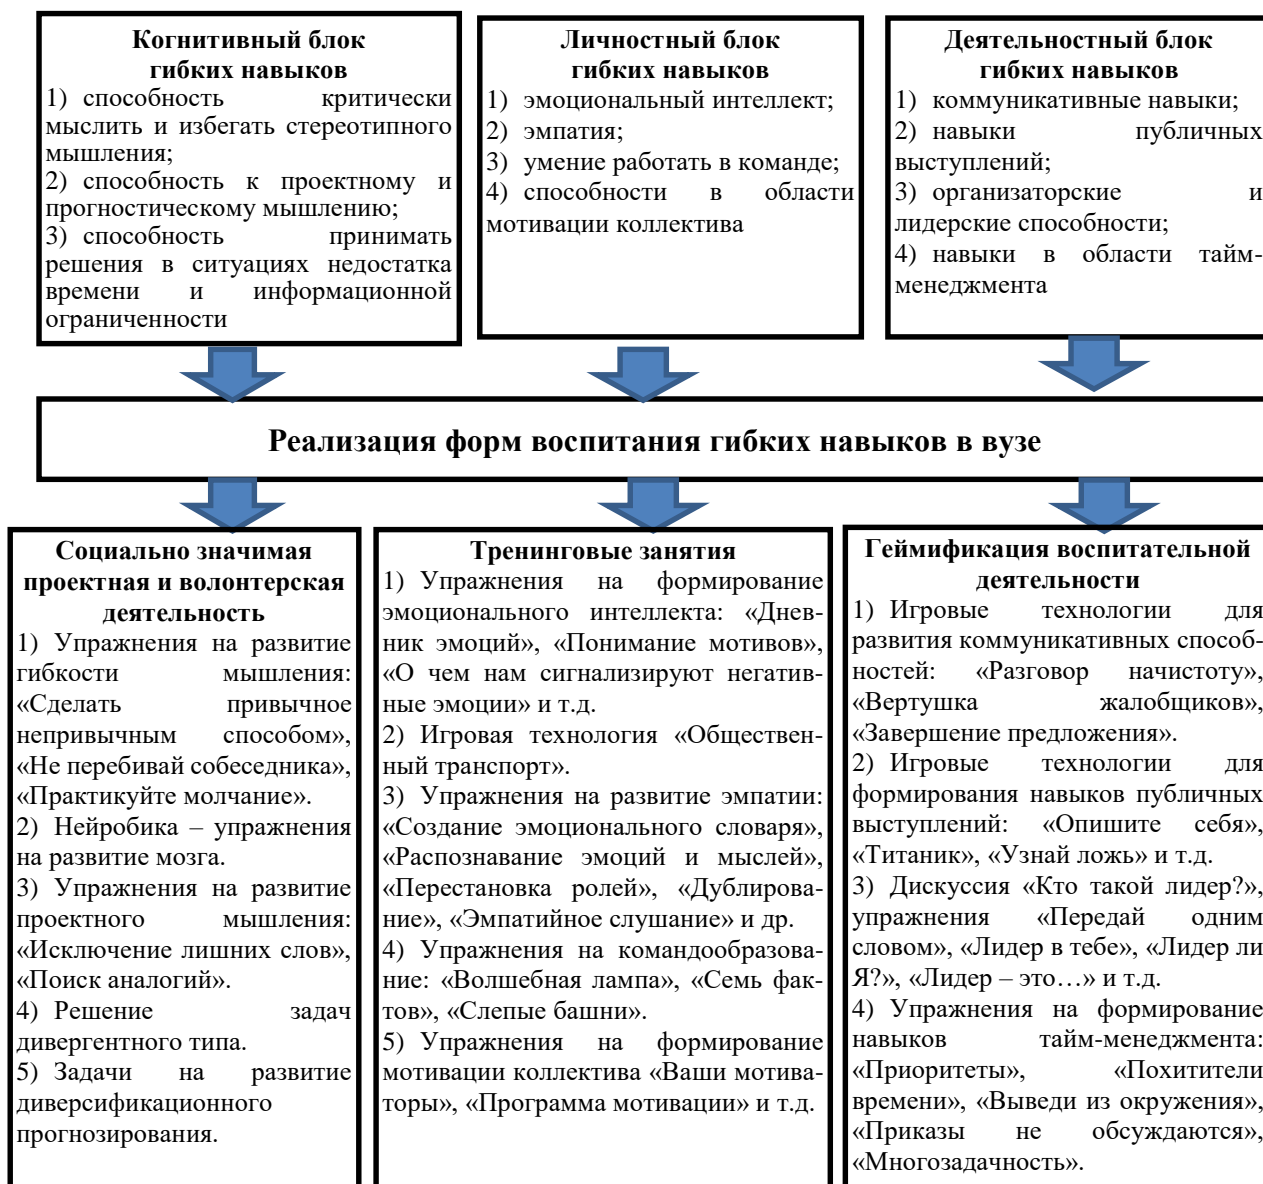 Когнитивный блок
гибких навыков
1) способность критически
мыслить и избегать стереотипного
мышления;
2) способность к проектному и
прогностическому мышлению;
3) способность принимать
решения в ситуациях недостатка
времени и информационной
ограниченности
Личностный блок
гибких навыков
1) эмоциональный интеллект;
2) эмпатия;
3) умение работать в команде;
4) способности в области
мотивации коллектива
Деятельностный блок
гибких навыков
1) коммуникативные навыки;
2) навыки публичных
выступлений;
3) организаторские и
лидерские способности;
4) навыки в области тайм-
менеджмента
Реализация форм воспитания гибких навыков в вузе
Социально значимая
проектная и волонтерская
деятельность
1) Упражнения на развитие
гибкости мышления:
«Сделать привычное
непривычным способом»,
«Не перебивай собеседника»,
«Практикуйте молчание».
2) Нейробика – упражнения
на развитие мозга.
3) Упражнения на развитие
проектного мышления:
«Исключение лишних слов»,
«Поиск аналогий».
4) Решение задач
дивергентного типа.
5) Задачи на развитие
диверсификационного
прогнозирования.
Тренинговые занятия
1) Упражнения на формирование
эмоционального интеллекта: «Днев-
ник эмоций», «Понимание мотивов»,
«О чем нам сигнализируют негатив-
ные эмоции» и т.д.
2) Игровая технология «Обществен-
ный транспорт».
3) Упражнения на развитие эмпатии:
«Создание эмоционального словаря»,
«Распознавание эмоций и мыслей»,
«Перестановка ролей», «Дублирова-
ние», «Эмпатийное слушание» и др.
4) Упражнения на командообразова-
ние: «Волшебная лампа», «Семь фак-
тов», «Слепые башни».
5) Упражнения на формирование
мотивации коллектива «Ваши мотива-
торы», «Программа мотивации» и т.д.
Геймификация воспитательной
деятельности
1) Игровые технологии для
развития коммуникативных способ-
ностей: «Разговор начистоту»,
«Вертушка жалобщиков»,
«Завершение предложения».
2) Игровые технологии для
формирования навыков публичных
выступлений: «Опишите себя»,
«Титаник», «Узнай ложь» и т.д.
3) Дискуссия «Кто такой лидер?»,
упражнения «Передай одним
словом», «Лидер в тебе», «Лидер ли
Я?», «Лидер – это…» и т.д.
4) Упражнения на формирование
навыков тайм-менеджмента:
«Приоритеты», «Похитители
времени», «Выведи из окружения»,
«Приказы не обсуждаются»,
«Многозадачность».